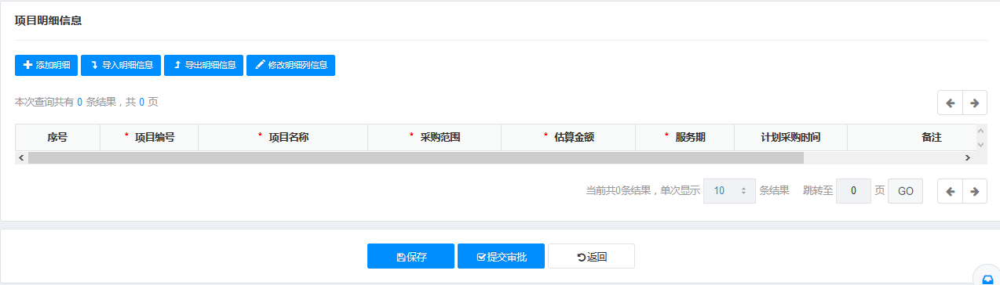 项目明细信息
添加明细 导入明细信息 导出明细信息 修改明细列信息
本次查询共有 0 条结果，共 0 页
序号 * 项目编号 * 项目名称 * 采购范围 * 估算金额 * 服务期 计划采购时间 备注
当前共0条结果，单次显示 10 条结果 跳转至 0 页 GO
保存 提交审批 返回